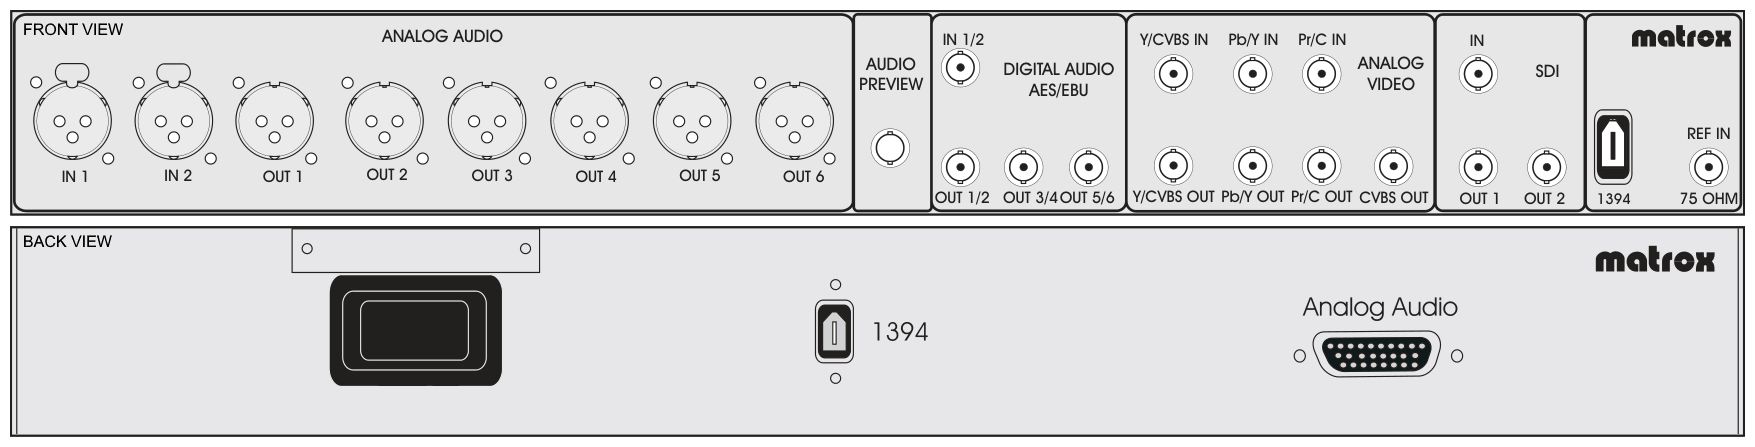 FRONT VIEW
ANALOG AUDIO
IN 1
IN 2
OUT 1
OUT 2
OUT 3
OUT 4
OUT 5
OUT 6
AUDIO
PREVIEW
IN 1/2
DIGITAL AUDIO
AES/EBU
OUT 1/2
OUT 3/4
OUT 5/6
Y/CVBS IN
Pb/Y IN
Pr/C IN
ANALOG
VIDEO
Y/CVBS OUT
Pb/Y OUT
Pr/C OUT
CVBS OUT
IN
SDI
OUT 1
OUT 2
matrox
1394
REF IN
75 OHM
BACK VIEW
1394
Analog Audio
matrox